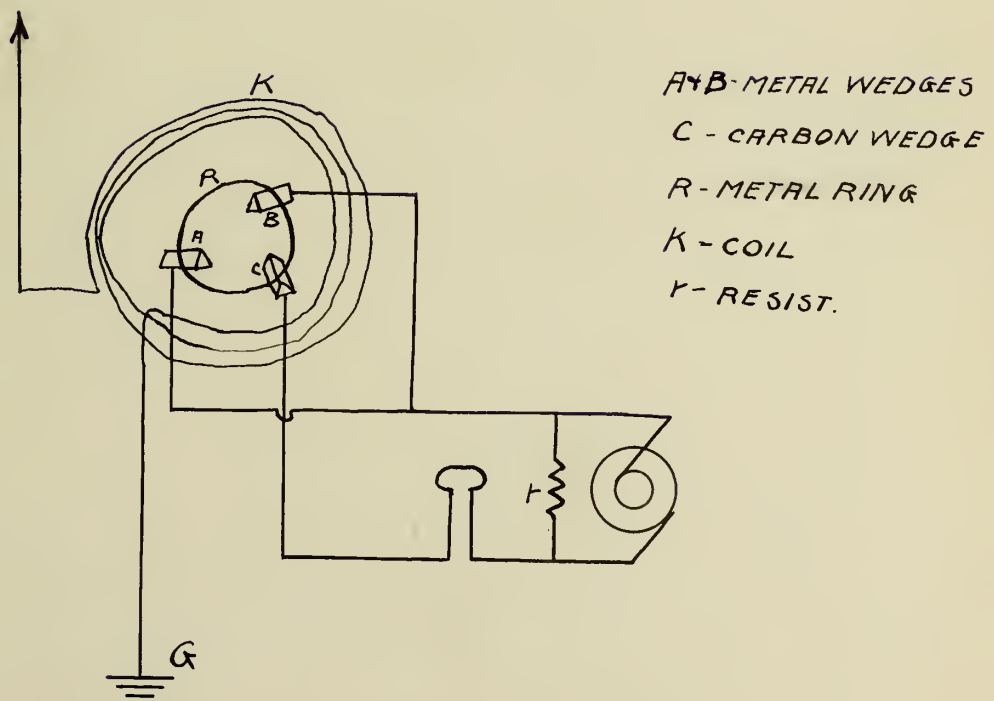 K
R
B
A
C
r
G
A & B - METAL WEDGES
C - CARBON WEDGE
R - METAL RING
K - COIL
r - RESIST.